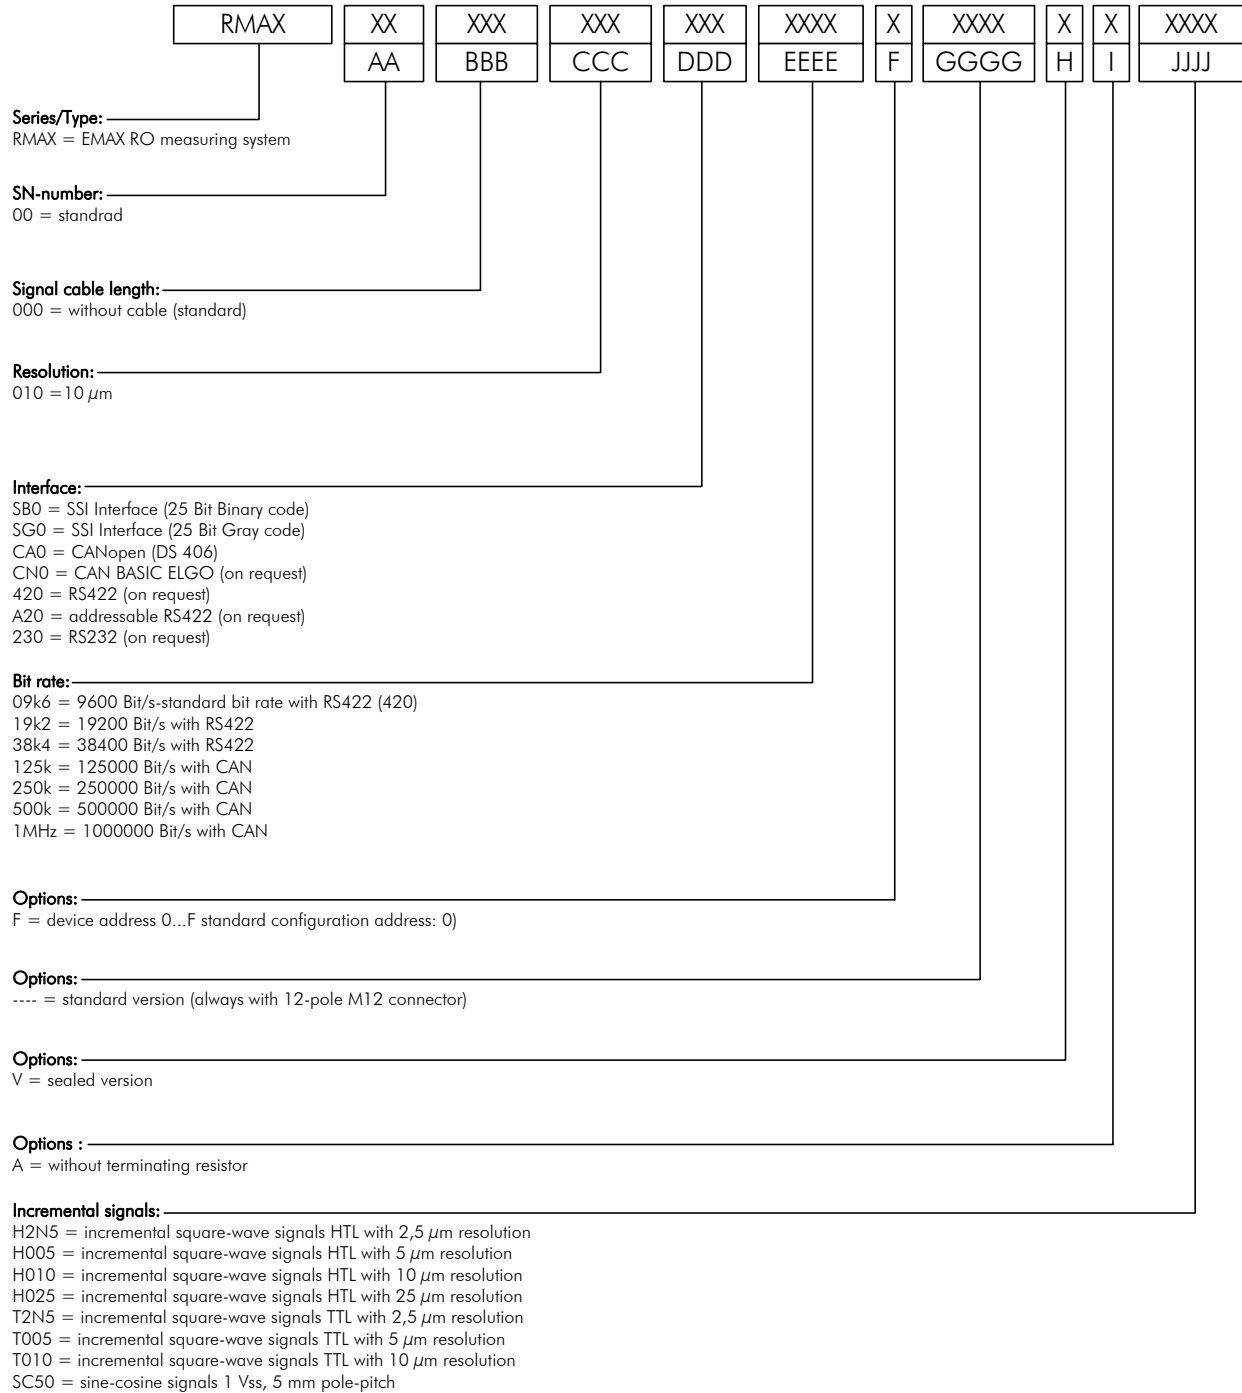 RMAX XX XXX XXX XXX XXXX X XXXX X X XXXX
AA BBB CCC DDD EEEE F GGGG H I JJJJ
Series/Type:
RMAX = EMAX RO measuring system
SN-number:
00 = standrad
Signal cable length:
000 = without cable (standard)
Resolution:
010 =10 µm
Interface:
SB0 = SSI Interface (25 Bit Binary code)
SG0 = SSI Interface (25 Bit Gray code)
CA0 = CANopen (DS 406)
CN0 = CAN BASIC ELGO (on request)
420 = RS422 (on request)
A20 = addressable RS422 (on request)
230 = RS232 (on request)
Bit rate:
09k6 = 9600 Bit/s-standard bit rate with RS422 (420)
19k2 = 19200 Bit/s with RS422
38k4 = 38400 Bit/s with RS422
125k = 125000 Bit/s with CAN
250k = 250000 Bit/s with CAN
500k = 500000 Bit/s with CAN
1MHz = 1000000 Bit/s with CAN
Options:
F = device address 0...F standard configuration address: 0)
Options:
---- = standard version (always with 12-pole M12 connector)
Options:
V = sealed version
Options :
A = without terminating resistor
Incremental signals:
H2N5 = incremental square-wave signals HTL with 2,5 µm resolution
H005 = incremental square-wave signals HTL with 5 µm resolution
H010 = incremental square-wave signals HTL with 10 µm resolution
H025 = incremental square-wave signals HTL with 25 µm resolution
T2N5 = incremental square-wave signals TTL with 2,5 µm resolution
T005 = incremental square-wave signals TTL with 5 µm resolution
T010 = incremental square-wave signals TTL with 10 µm resolution
SC50 = sine-cosine signals 1 Vss, 5 mm pole-pitch